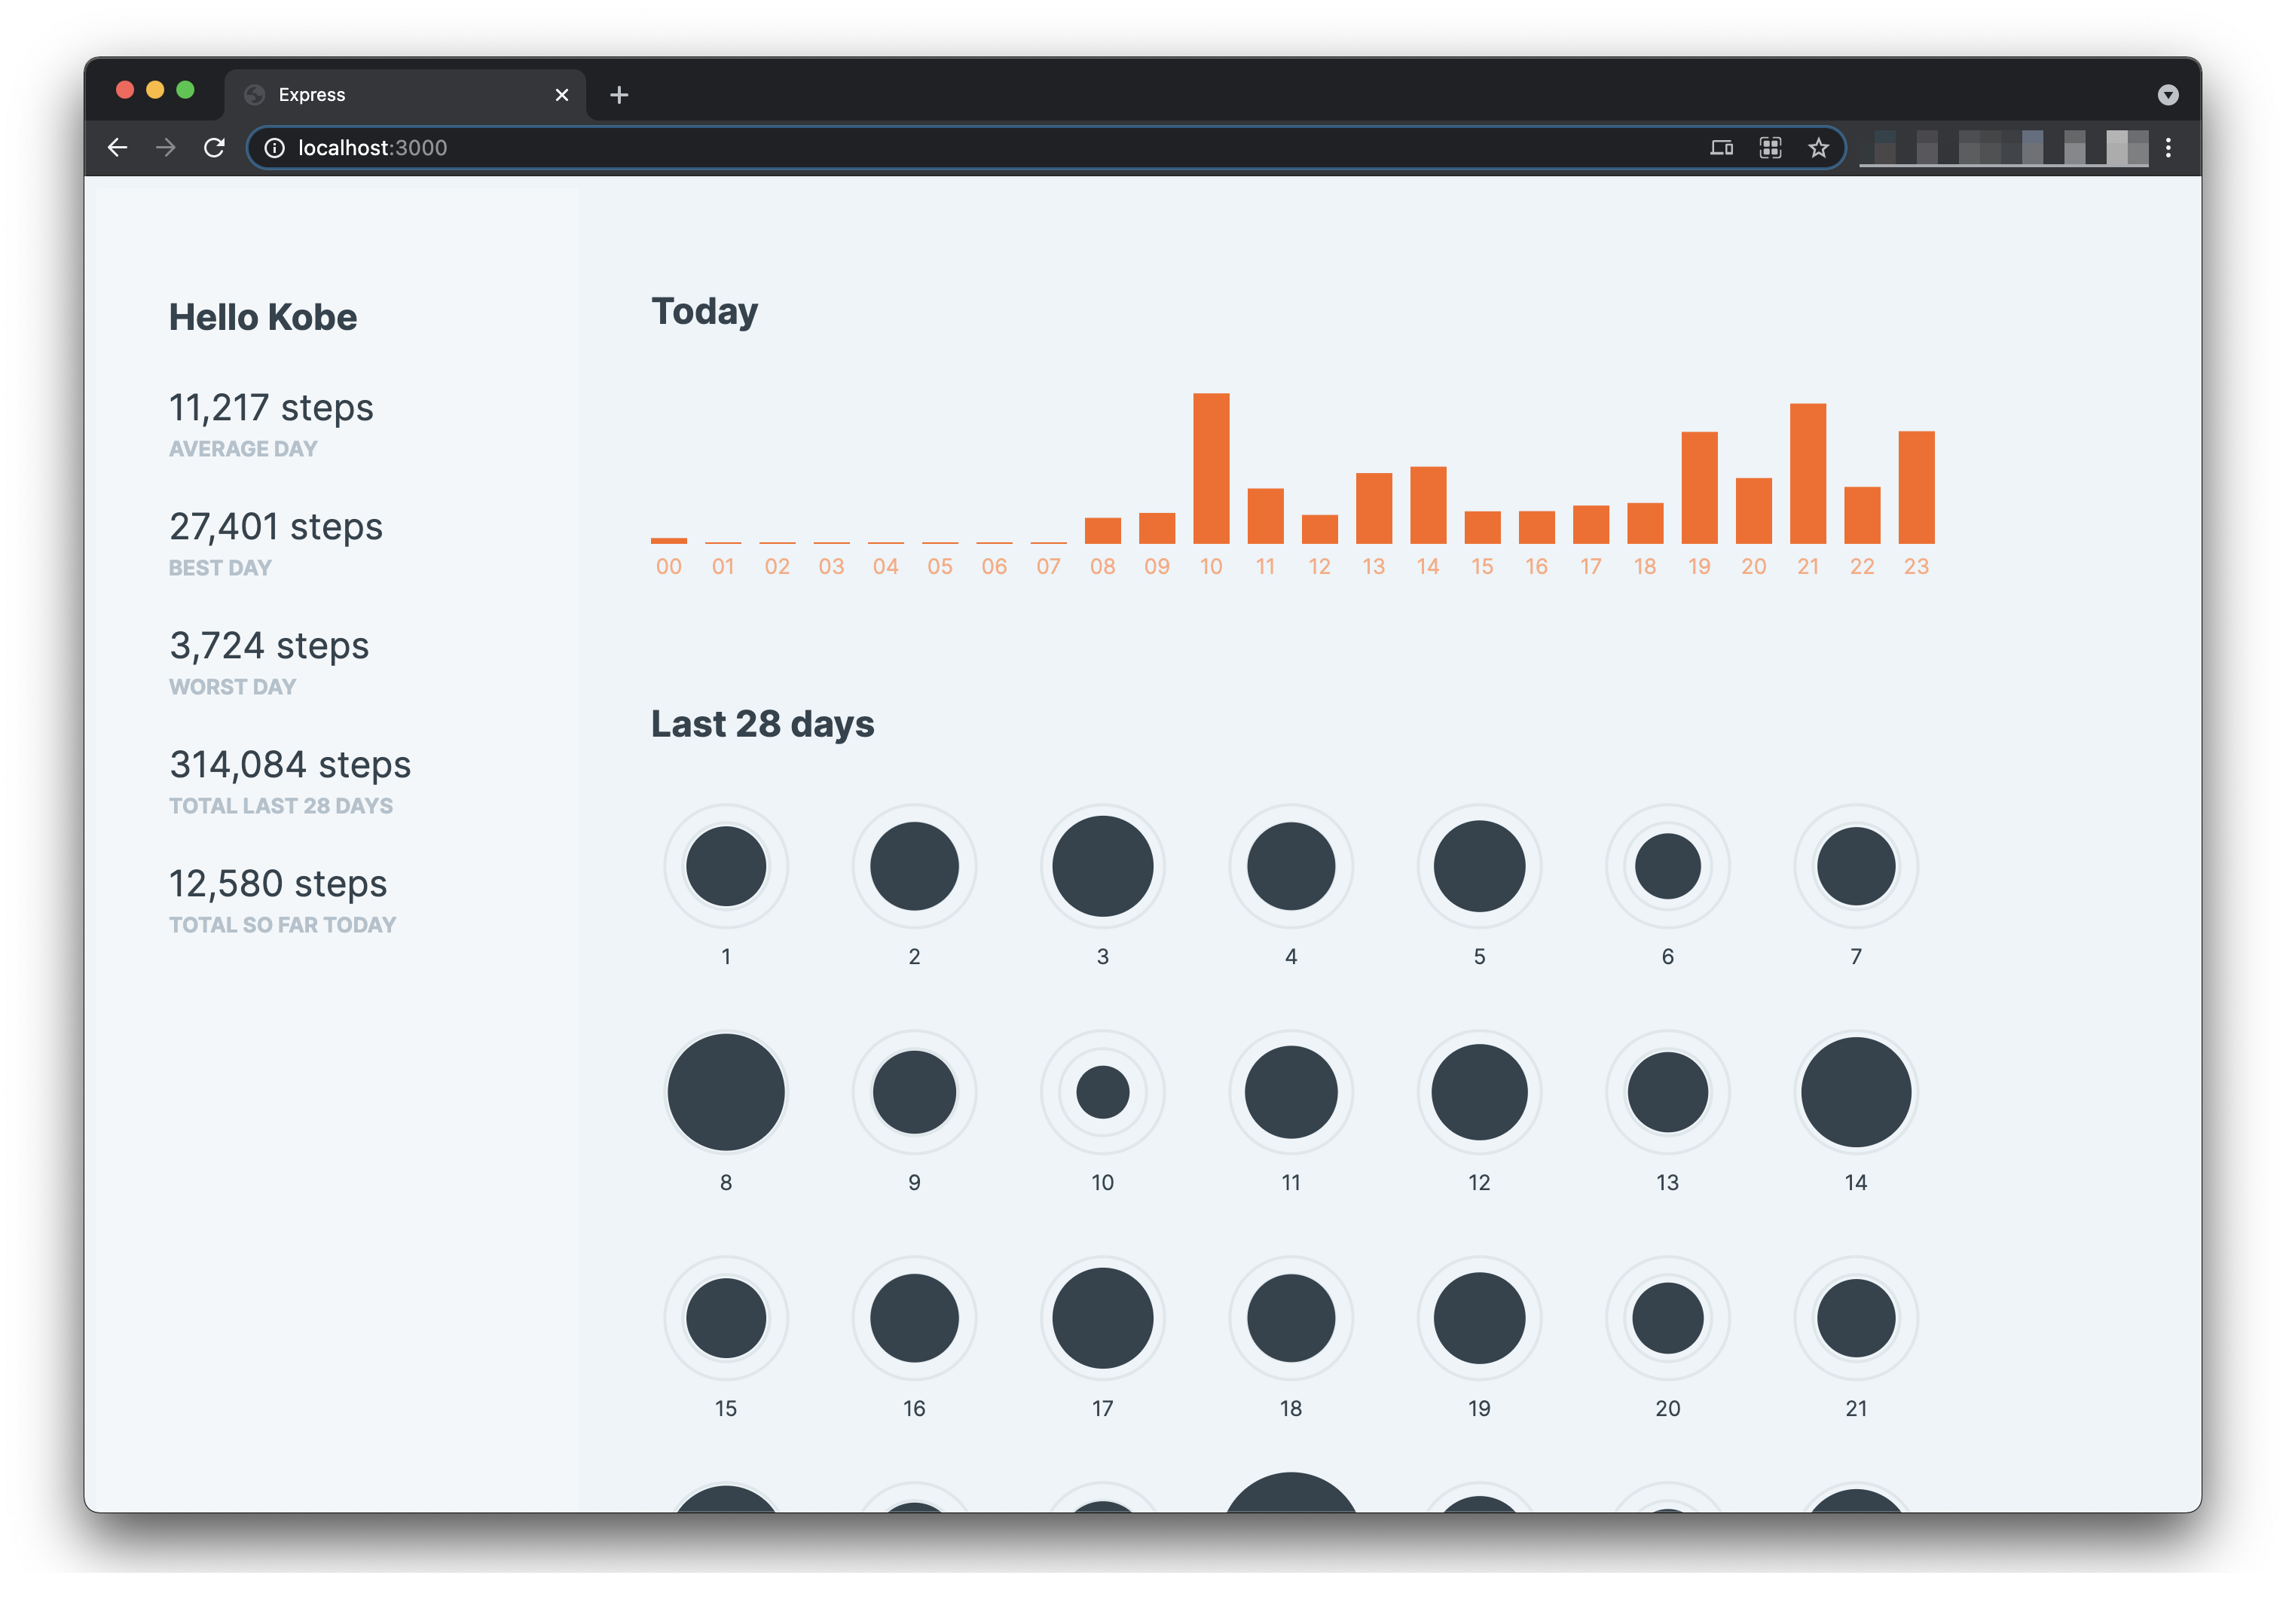 Express
localhost:3000
Hello Kobe
11,217 steps
AVERAGE DAY
27,401 steps
BEST DAY
3,724 steps
WORST DAY
314,084 steps
TOTAL LAST 28 DAYS
12,580 steps
TOTAL SO FAR TODAY
Today
00 01 02 03 04 05 06 07 08 09 10 11 12 13 14 15 16 17 18 19 20 21 22 23
Last 28 days
1 2 3 4 5 6 7
8 9 10 11 12 13 14
15 16 17 18 19 20 21